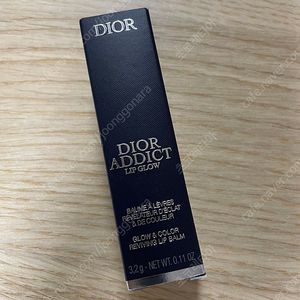 DIOR
DIOR
ADDICT
LIP GLOW
BAUME À LÈVRES
RÉVÉLATEUR D'ÉCLAT
& DE COULEUR
GLOW & COLOR
REVIVING LIP BALM
3,2 g - NET WT. 0.11 OZ.